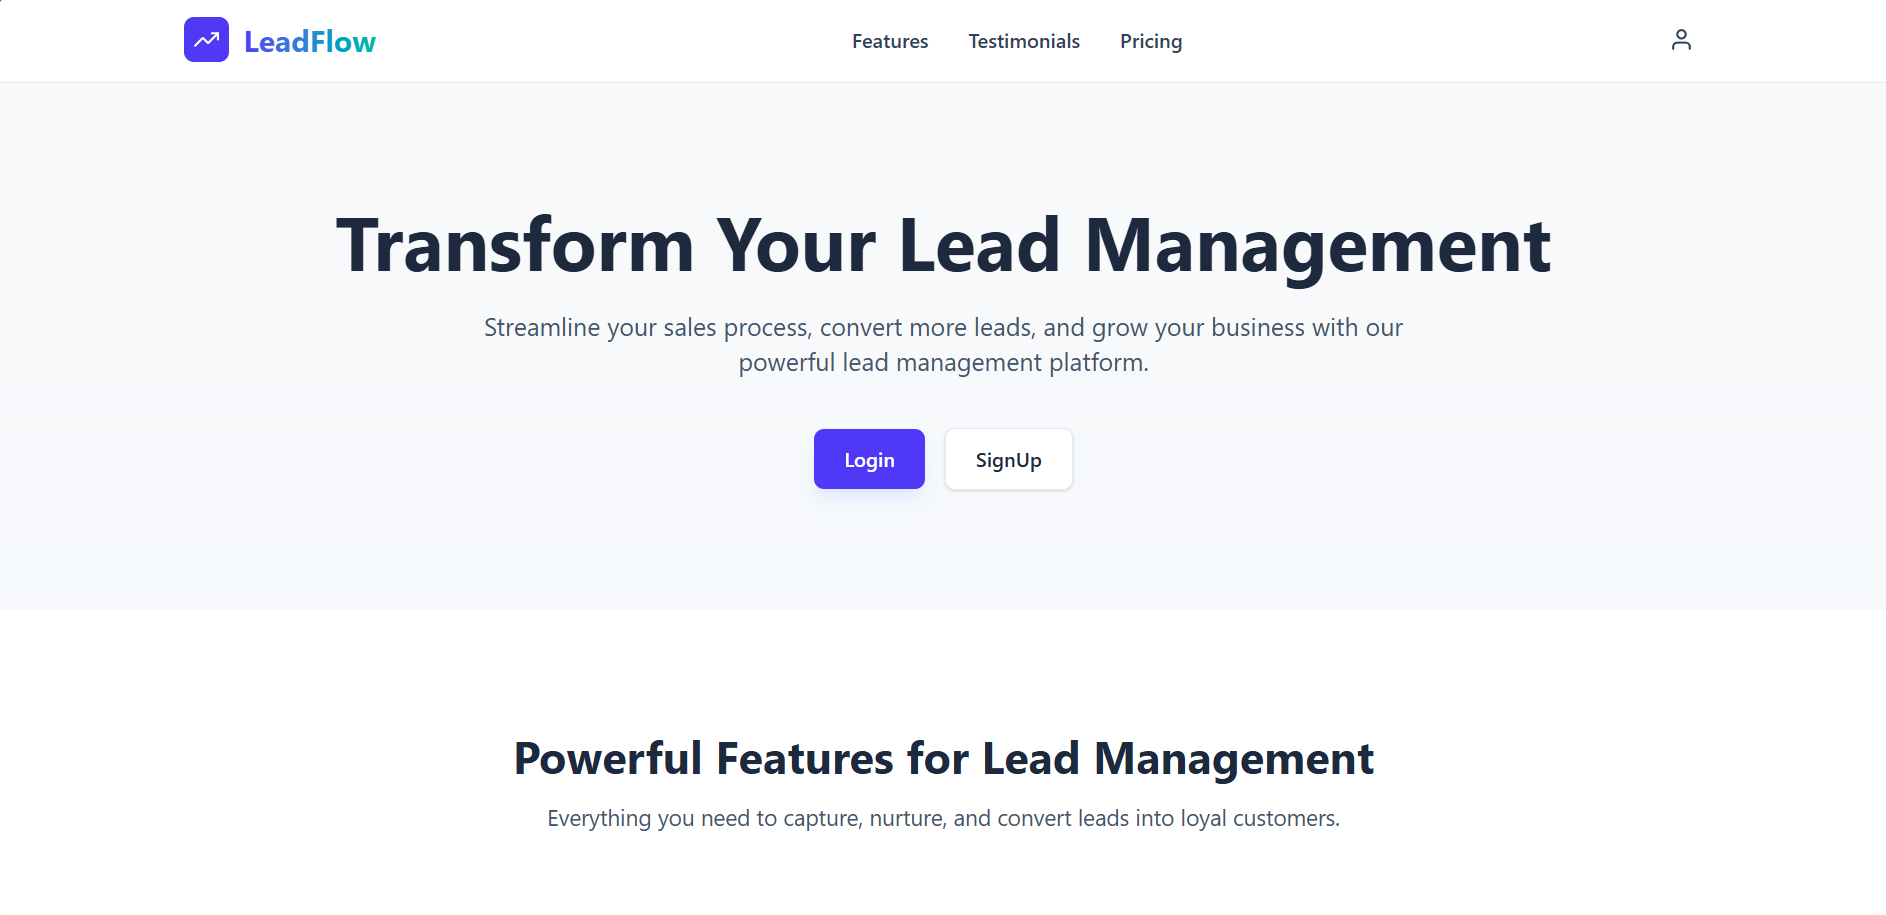 LeadFlow
Features
Testimonials
Pricing
Transform Your Lead Management
Streamline your sales process, convert more leads, and grow your business with our
powerful lead management platform.
Login
SignUp
Powerful Features for Lead Management
Everything you need to capture, nurture, and convert leads into loyal customers.